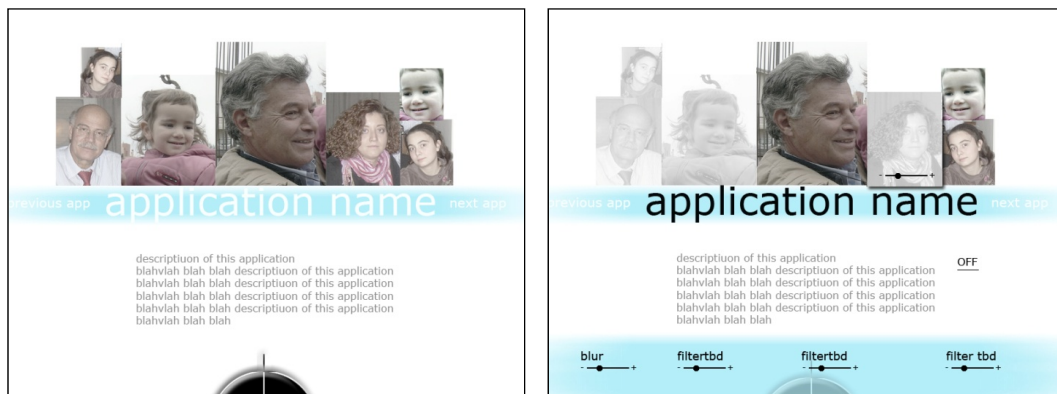 previous app application name next app
descriptiuon of this application
blahvlah blah blah descriptiuon of this application
blahvlah blah blah descriptiuon of this application
blahvlah blah blah descriptiuon of this application
blahvlah blah blah descriptiuon of this application
blahvlah blah blah
- +
previous app application name next app
descriptiuon of this application
blahvlah blah blah descriptiuon of this application
blahvlah blah blah descriptiuon of this application
blahvlah blah blah descriptiuon of this application
blahvlah blah blah descriptiuon of this application
blahvlah blah blah
OFF
blur filtertbd filtertbd filter tbd
- + - + - + - +